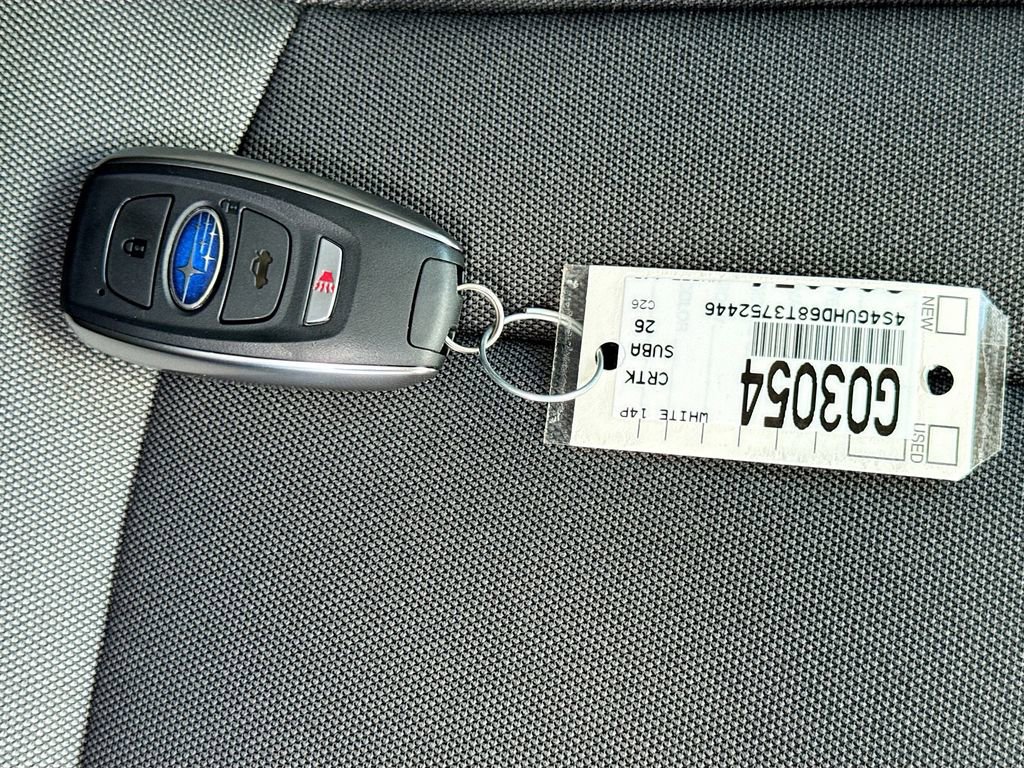 G03054
4S4GUHD68T3752446
WHITE 14P
CRTK
SUBA
26
C26
NEW
USED